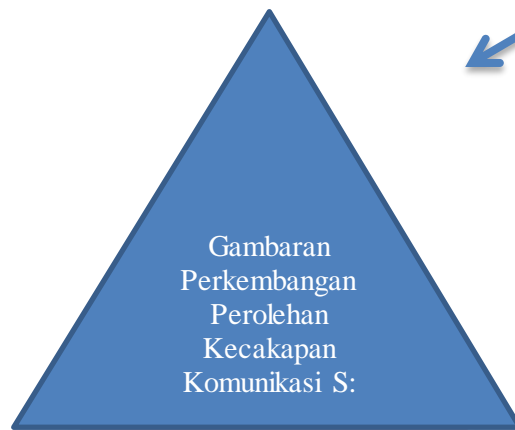 Gambaran
Perkembangan
Perolehan
Kecakapan
Komunikasi S: